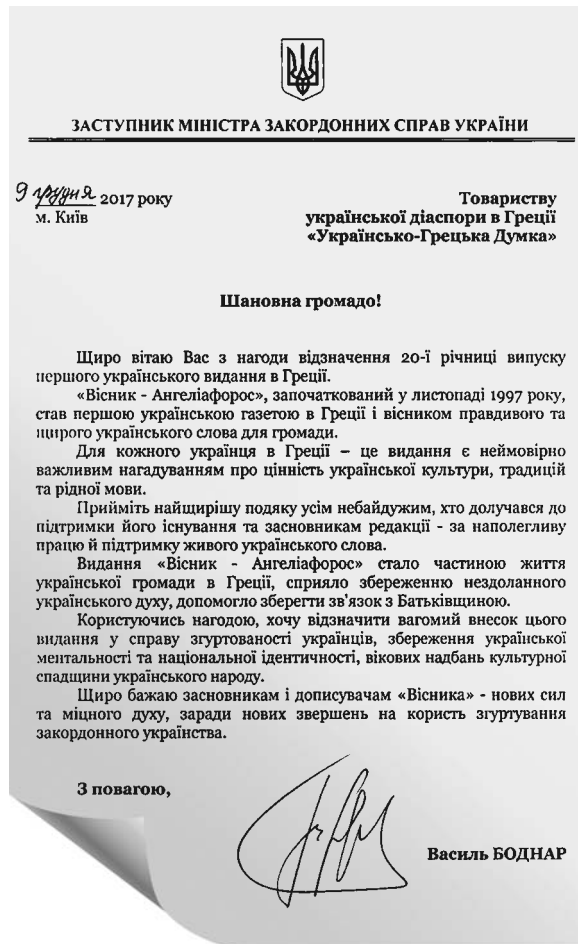 ЗАСТУПНИК МІНІСТРА ЗАКОРДОННИХ СПРАВ УКРАЇНИ
9 грудня 2017 року
м. Київ
Товариству
української діаспори в Греції
«Українсько-Грецька Думка»
Шановна громадо!
Щиро вітаю Вас з нагоди відзначення 20-ї річниці випуску
першого українського видання в Греції.
«Вісник - Ангеліафорос», започаткований у листопаді 1997 року,
став першою українською газетою в Греції і вісником правдивого та
щирого українського слова для громади.
Для кожного українця в Греції – це видання є неймовірно
важливим нагадуванням про цінність української культури, традицій
та рідної мови.
Прийміть найщирішу подяку усім небайдужим, хто долучався до
підтримки його існування та засновникам редакції - за наполегливу
працю й підтримку живого українського слова.
Видання «Вісник - Ангеліафорос» стало частиною життя
української громади в Греції, сприяло збереженню нездоланного
українського духу, допомогло зберегти зв'язок з Батьківщиною.
Користуючись нагодою, хочу відзначити вагомий внесок цього
видання у справу згуртованості українців, збереження української
ментальності та національної ідентичності, вікових надбань культурної
спадщини українського народу.
Щиро бажаю засновникам і дописувачам «Вісника» - нових сил
та міцного духу, заради нових звершень на користь згуртування
закордонного українства.
З повагою,
Василь БОДНАР